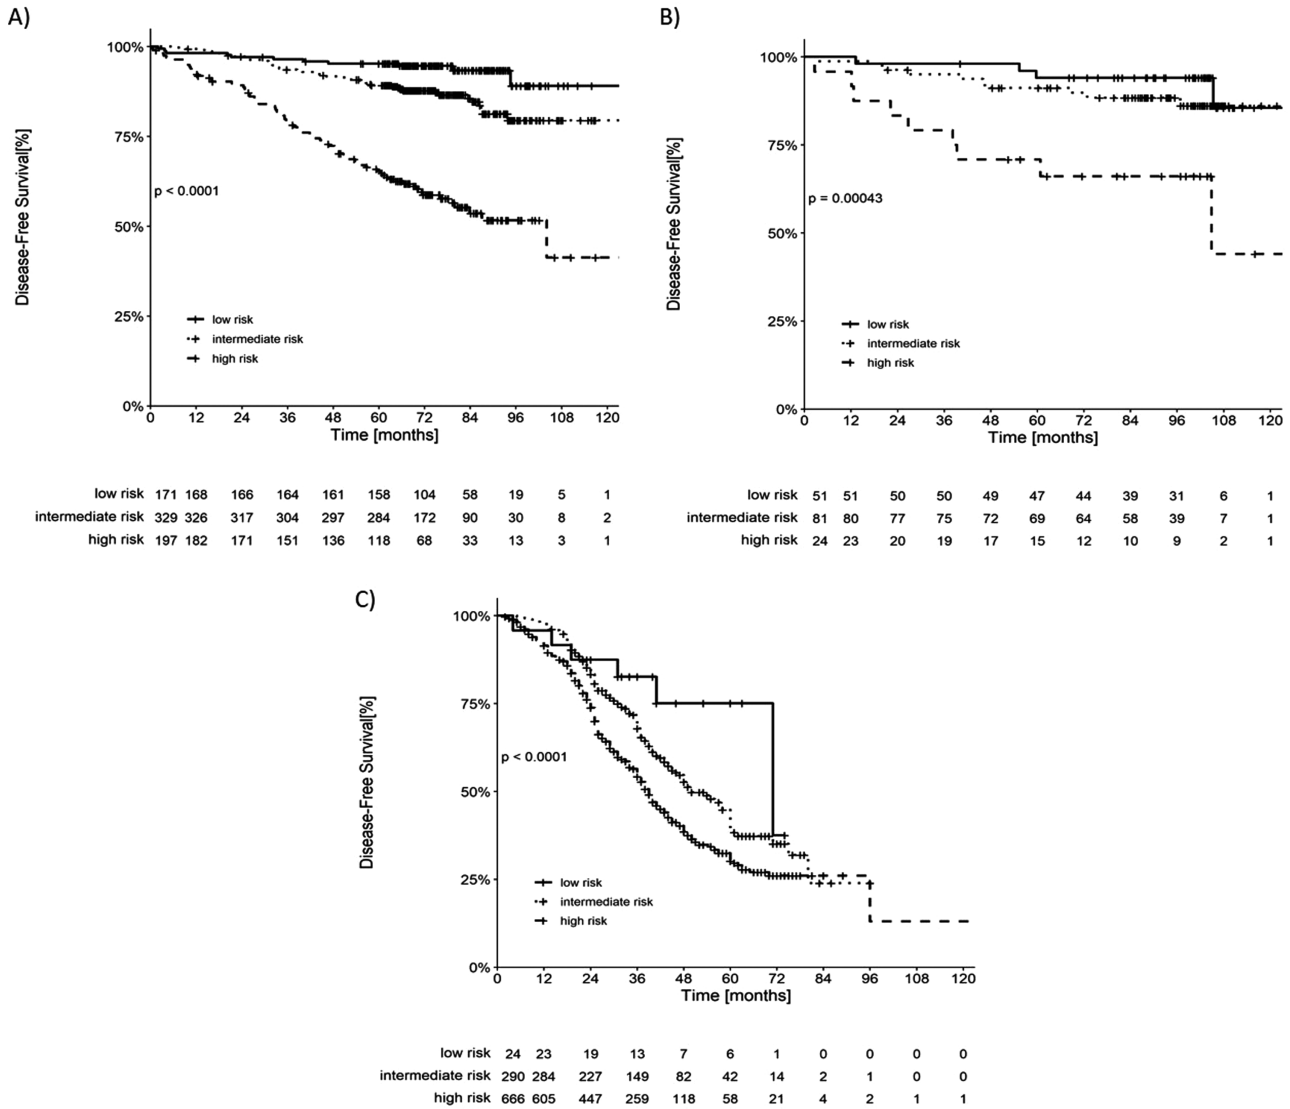 A)
100%
75%
50%
25%
0%
Disease-Free Survival[%]
p < 0.0001
low risk
intermediate risk
high risk
0 12 24 36 48 60 72 84 96 108 120
Time [months]
low risk 171 168 166 164 161 158 104 58 19 5 1
intermediate risk 329 326 317 304 297 284 172 90 30 8 2
high risk 197 182 171 151 136 118 68 33 13 3 1
B)
100%
75%
50%
25%
0%
Disease-Free Survival[%]
p = 0.00043
low risk
intermediate risk
high risk
0 12 24 36 48 60 72 84 96 108 120
Time [months]
low risk 51 51 50 50 49 47 44 39 31 6 1
intermediate risk 81 80 77 75 72 69 64 58 39 7 1
high risk 24 23 20 19 17 15 12 10 9 2 1
C)
100%
75%
50%
25%
0%
Disease-Free Survival[%]
p < 0.0001
low risk
intermediate risk
high risk
0 12 24 36 48 60 72 84 96 108 120
Time [months]
low risk 24 23 19 13 7 6 1 0 0 0 0
intermediate risk 290 284 227 149 82 42 14 2 1 0 0
high risk 666 605 447 259 118 58 21 4 2 1 1